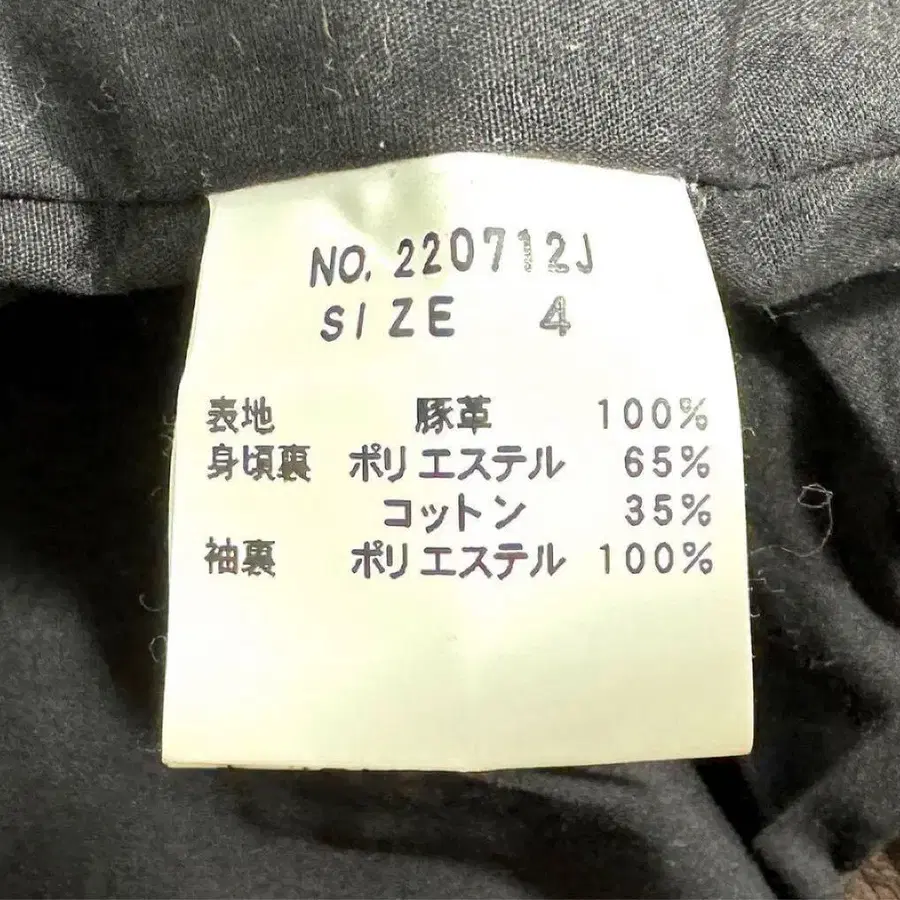 NO. 220712J
SIZE 4
表地 豚革 100%
身頃裏 ポリエステル 65%
コットン 35%
袖裏 ポリエステル 100%